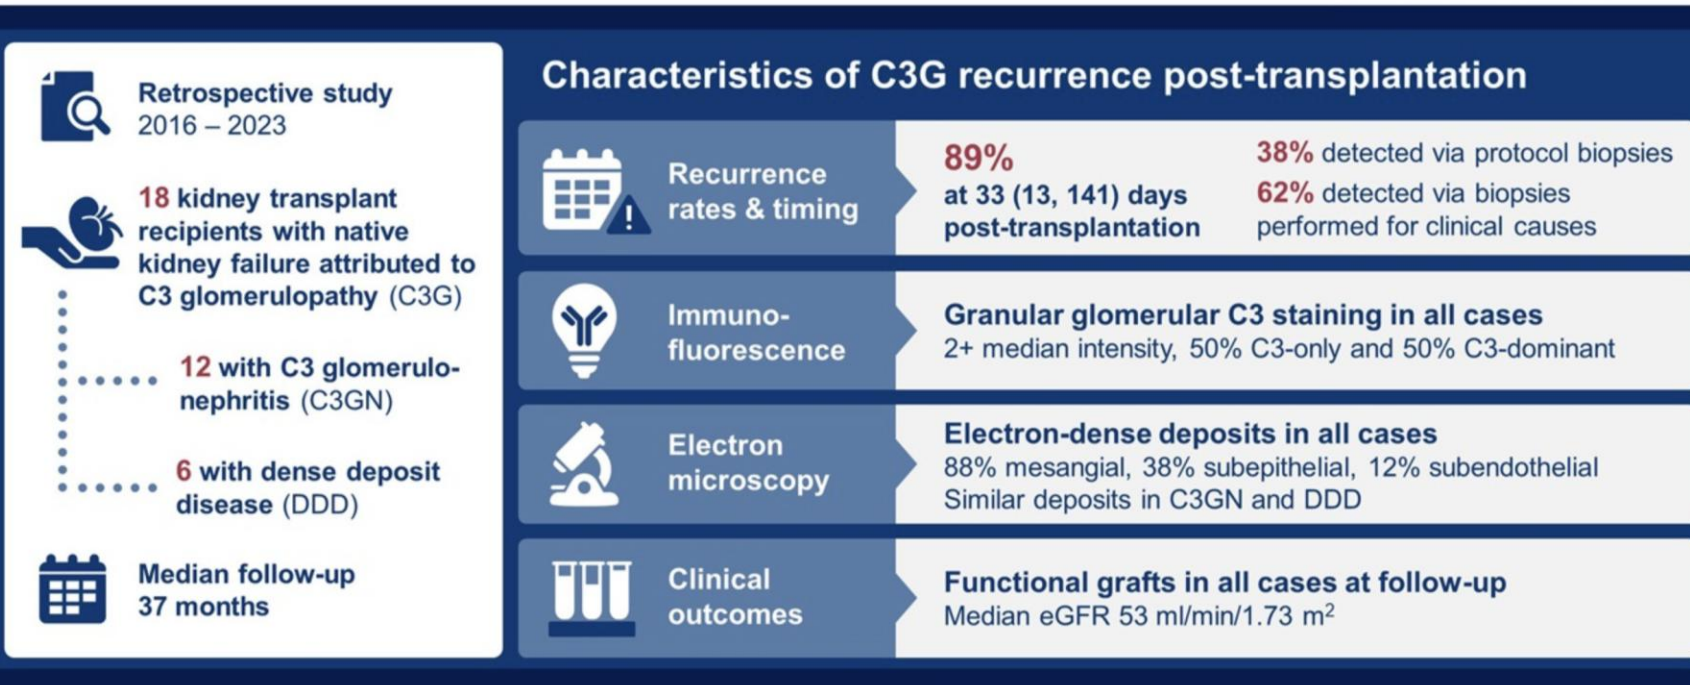 Retrospective study
2016 – 2023
18 kidney transplant
recipients with native
kidney failure attributed to
C3 glomerulopathy (C3G)
12 with C3 glomerulo-
nephritis (C3GN)
6 with dense deposit
disease (DDD)
Median follow-up
37 months
Characteristics of C3G recurrence post-transplantation
Recurrence
rates & timing
89%
at 33 (13, 141) days
post-transplantation
38% detected via protocol biopsies
62% detected via biopsies
performed for clinical causes
Immuno-
fluorescence
Granular glomerular C3 staining in all cases
2+ median intensity, 50% C3-only and 50% C3-dominant
Electron
microscopy
Electron-dense deposits in all cases
88% mesangial, 38% subepithelial, 12% subendothelial
Similar deposits in C3GN and DDD
Clinical
outcomes
Functional grafts in all cases at follow-up
Median eGFR 53 ml/min/1.73 m²